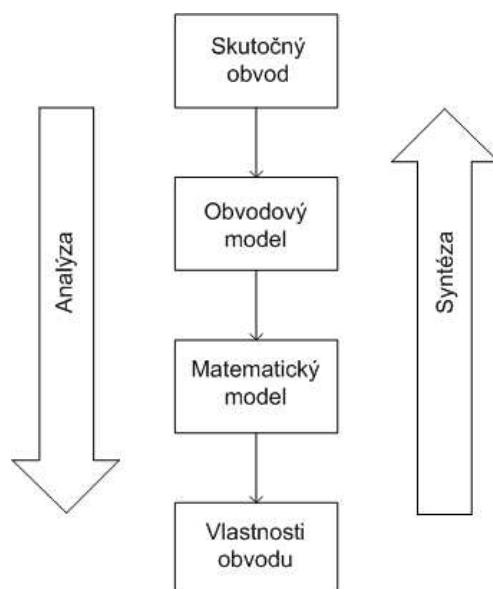 Skutočný
obvod
Obvodový
model
Analýza
Syntéza
Matematický
model
Vlastnosti
obvodu